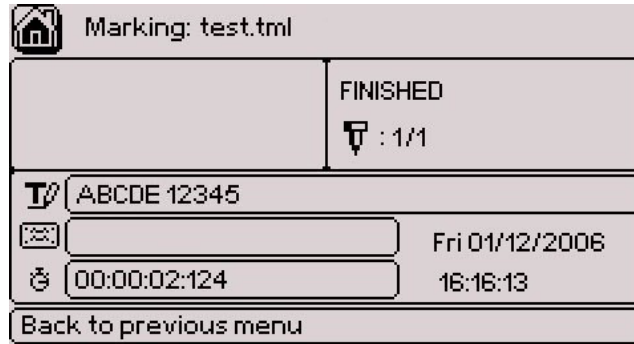 Marking: test.tml
FINISHED
: 1/1
ABCDE 12345
Fri 01/12/2006
00:00:02:124
16:16:13
Back to previous menu